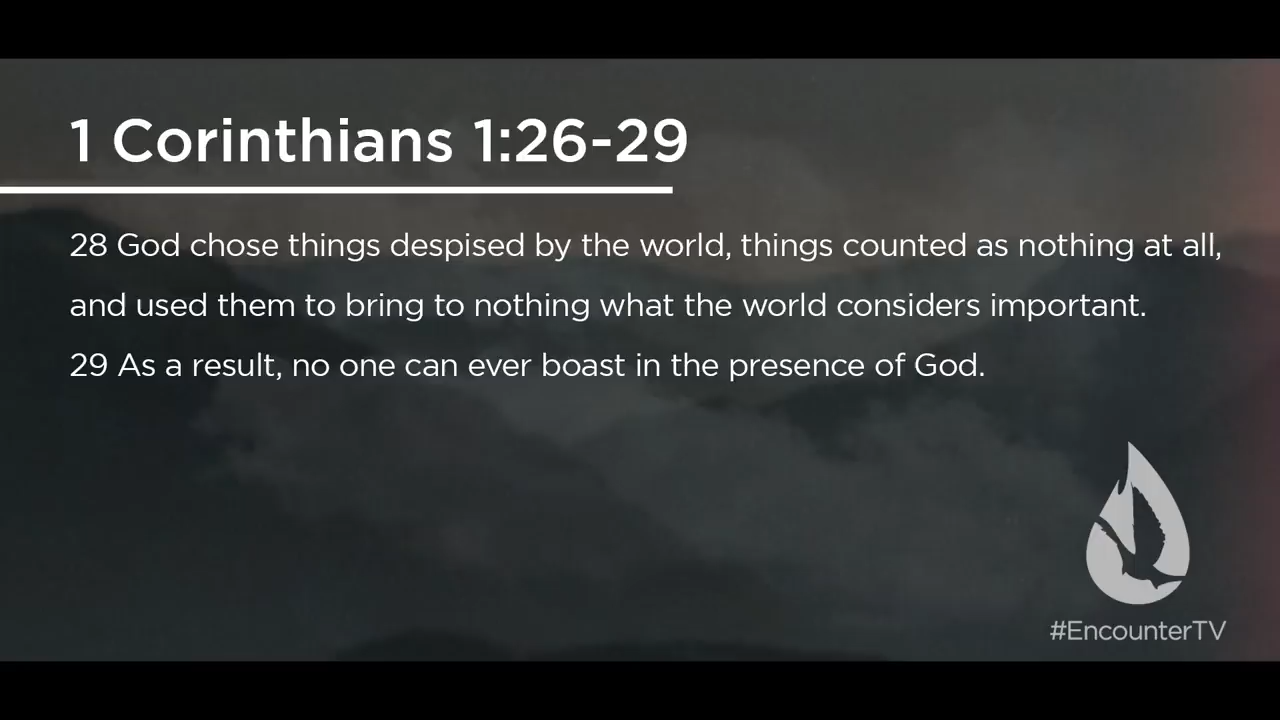 1 Corinthians 1:26-29
28 God chose things despised by the world, things counted as nothing at all,
and used them to bring to nothing what the world considers important.
29 As a result, no one can ever boast in the presence of God.
#EncounterTV